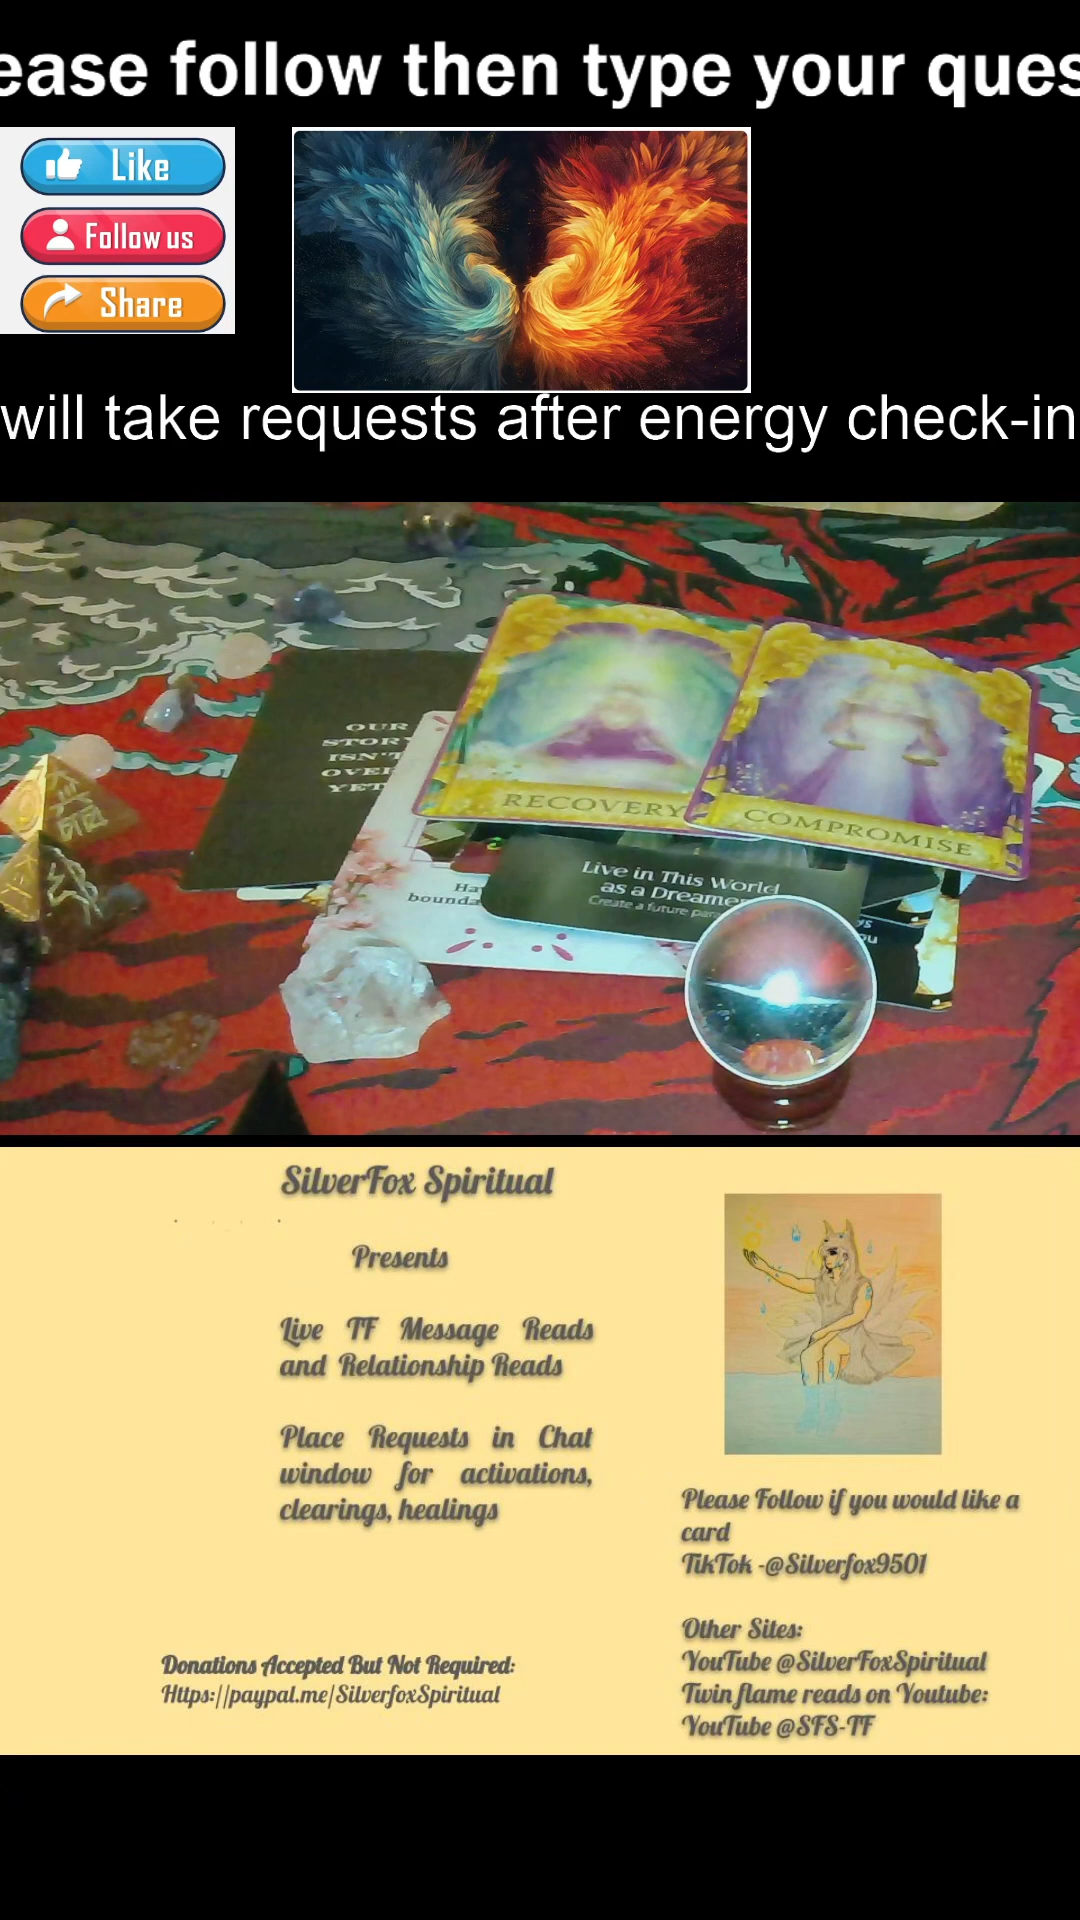 ease follow then type your ques
Like
Follow us
Share
will take requests after energy check-in
OUR
STORY
ISN'T
OVER
YET
RECOVERY
COMPROMISE
Live in This World
as a Dreamer
Create a future
SilverFox Spiritual
Presents
Live TF Message Reads
and Relationship Reads
Place Requests in Chat
window for activations,
clearings, healings
Please Follow if you would like a
card
TikTok -@Silverfox9501
Other Sites:
YouTube @SilverFoxSpiritual
Twin flame reads on Youtube:
YouTube @SFS-TF
Donations Accepted But Not Required:
Https://paypal.me/SilverfoxSpiritual